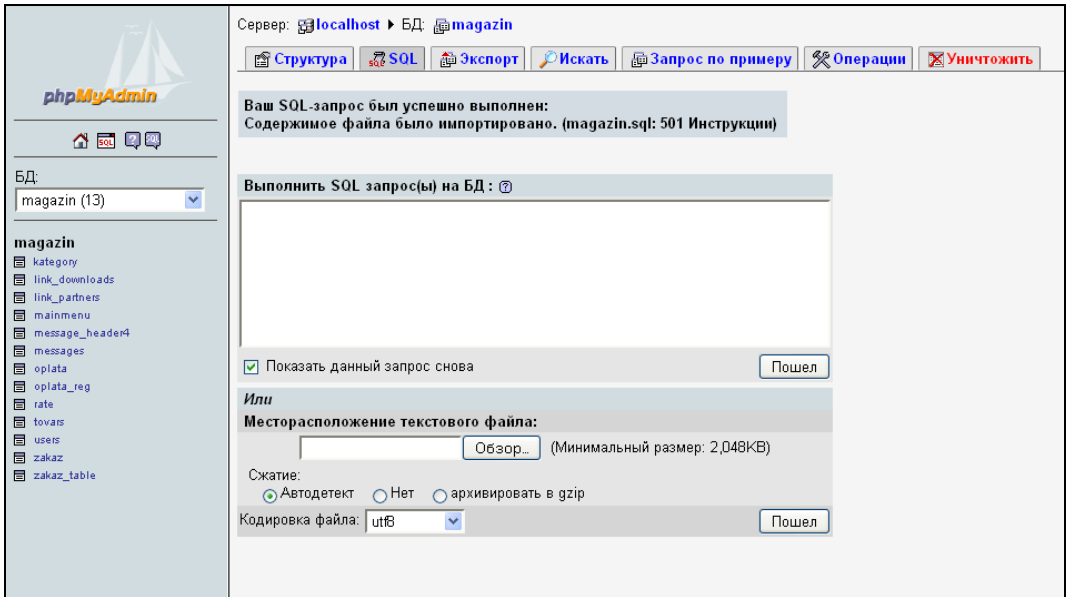 phpMyAdmin
SQL
SQL
БД:
magazin (13)
magazin
kategory
link_downloads
link_partners
mainmenu
message_header4
messages
oplata
oplata_reg
rate
tovars
users
zakaz
zakaz_table
Сервер: localhost БД: magazin
Структура SQL Экспорт Искать Запрос по примеру Операции Уничтожить
Ваш SQL-запрос был успешно выполнен:
Содержимое файла было импортировано. (magazin.sql: 501 Инструкции)
Выполнить SQL запрос(ы) на БД :
Показать данный запрос снова Пошел
Или
Месторасположение текстового файла:
Обзор... (Минимальный размер: 2,048KB)
Сжатие:
Автодетект Нет архивировать в gzip
Кодировка файла: utf8 Пошел